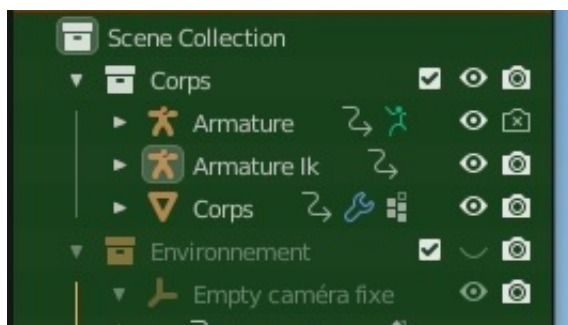 Scene Collection
Corps
Armature
Armature Ik
Corps
Environnement
Empty caméra fixe